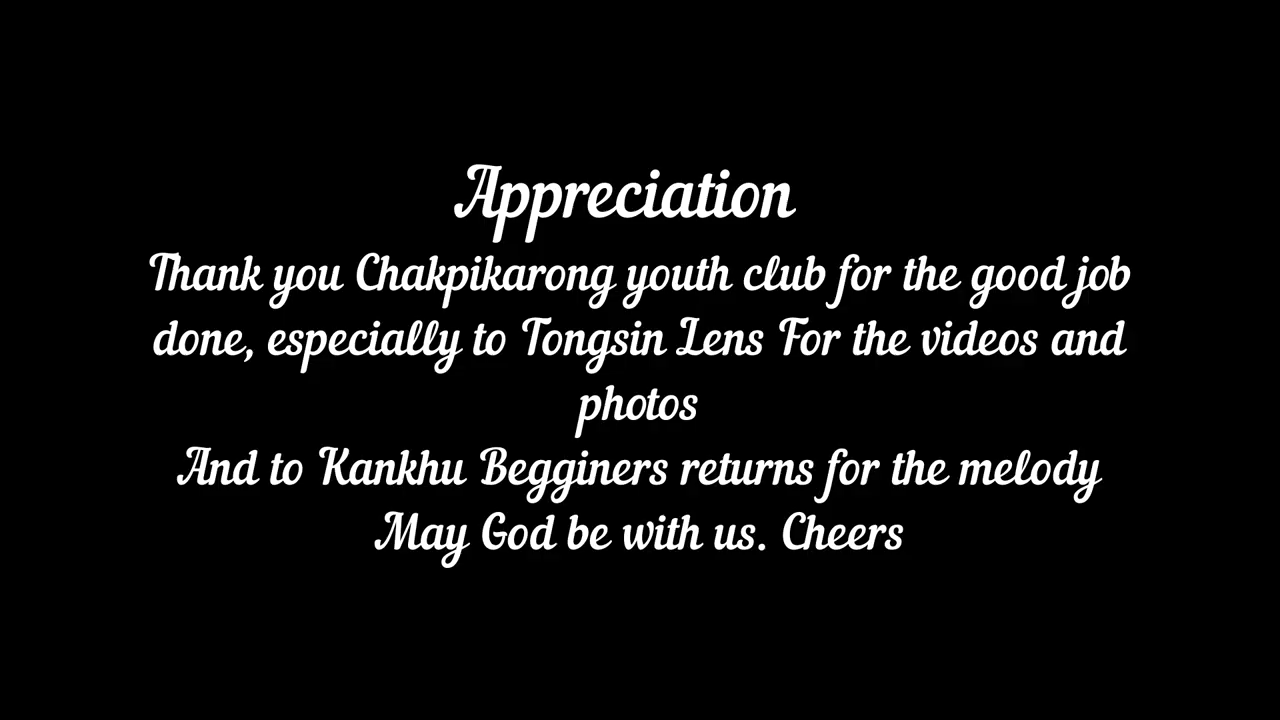 Appreciation
Thank you Chakpikarong youth club for the good job
done, especially to Tongsin Lens For the videos and
photos
And to Kankhu Begginers returns for the melody
May God be with us. Cheers